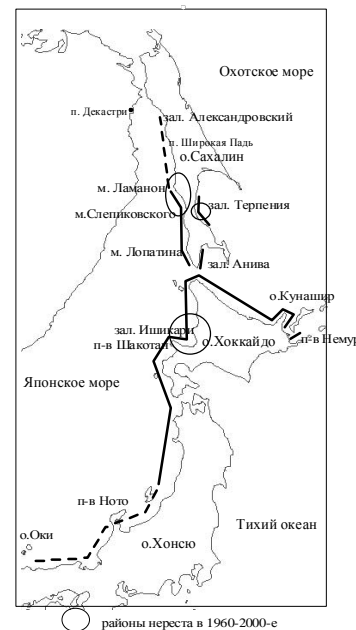 Охотское море
п. Декастри
зал. Александровский
п. Широкая Падь
о.Сахалин
м. Ламанон
зал. Терпения
м.Слепиковского
м. Лопатина
зал. Анива
о.Кунашир
зал. Ишикари
п-в Шакотан
о.Хоккайдо
п-в Немур
Японское море
п-в Ното
Тихий океан
о.Оки
о.Хонсю
районы нереста в 1960-2000-е